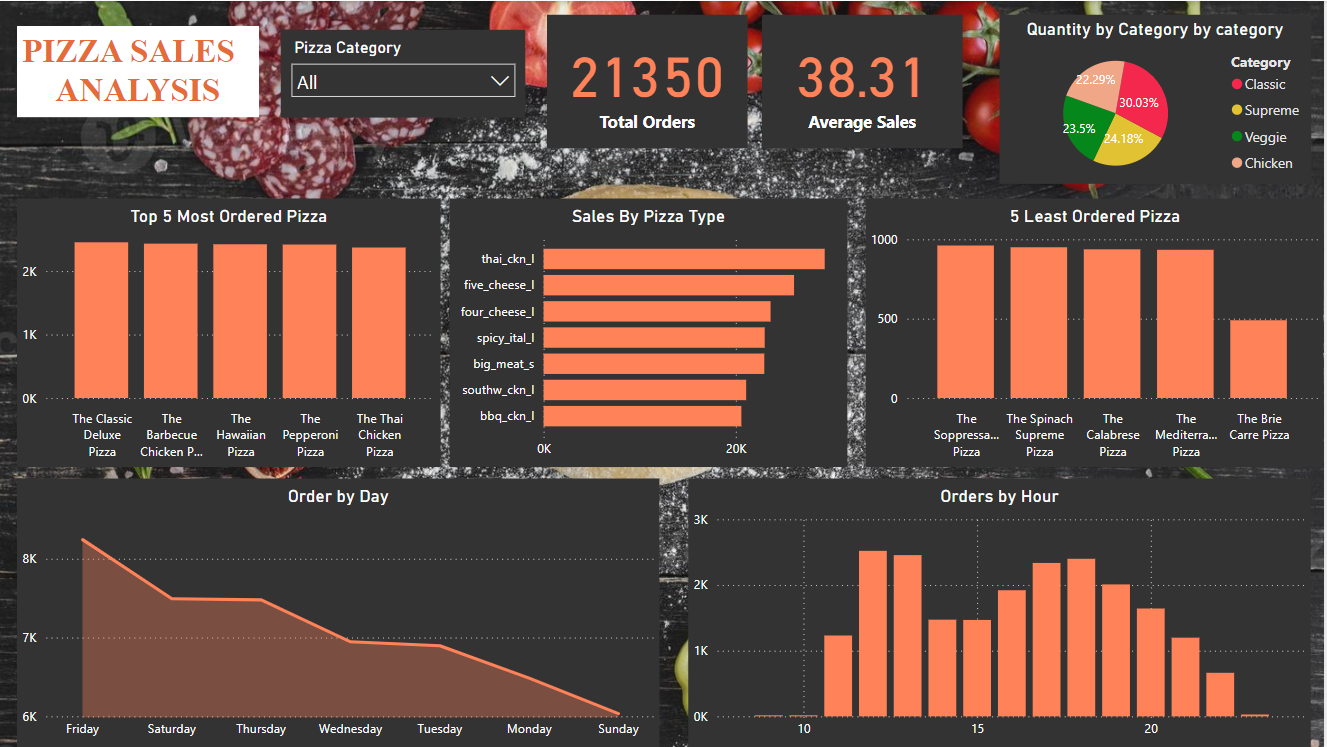 PIZZA SALES
ANALYSIS
Pizza Category
All
21350
Total Orders
38.31
Average Sales
Quantity by Category by category
22.29%
30.03%
23.5%
24.18%
Category
Classic
Supreme
Veggie
Chicken
Top 5 Most Ordered Pizza
2K
1K
0K
The Classic
Deluxe
Pizza
The
Barbecue
Chicken P...
The
Hawaiian
Pizza
The
Pepperoni
Pizza
The Thai
Chicken
Pizza
Sales By Pizza Type
thai_ckn_l
five_cheese_l
four_cheese_l
spicy_ital_l
big_meat_s
southw_ckn_l
bbq_ckn_l
0K
20K
5 Least Ordered Pizza
1000
500
0
The
Soppressa...
Pizza
The Spinach
Supreme
Pizza
The
Calabrese
Pizza
The
Mediterra...
Pizza
The Brie
Carre Pizza
Order by Day
8K
7K
6K
Friday
Saturday
Thursday
Wednesday
Tuesday
Monday
Sunday
Orders by Hour
3K
2K
1K
0K
10
15
20